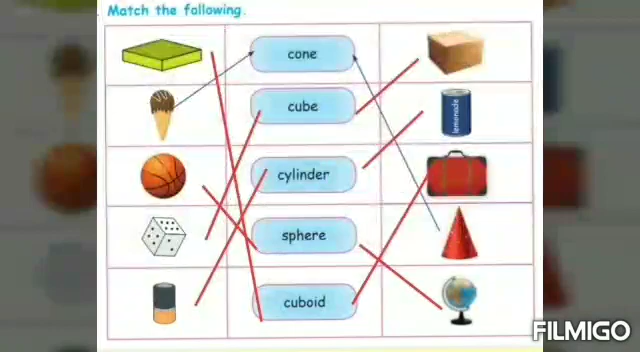 Match the following.
cone
cube
lemonade
cylinder
sphere
cuboid
FILMIGO